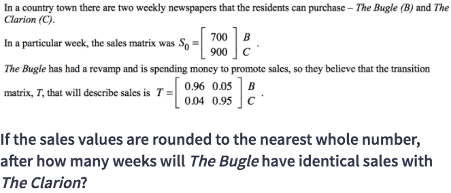 In a country town there are two weekly newspapers that the residents can purchase – The Bugle (B) and The
Clarion (C).
In a particular week, the sales matrix was S₀ = [ 700 ] B
[ 900 ] C .
The Bugle has had a revamp and is spending money to promote sales, so they believe that the transition
matrix, T, that will describe sales is T = [ 0.96 0.05 ] B
[ 0.04 0.95 ] C .
If the sales values are rounded to the nearest whole number,
after how many weeks will The Bugle have identical sales with
The Clarion?